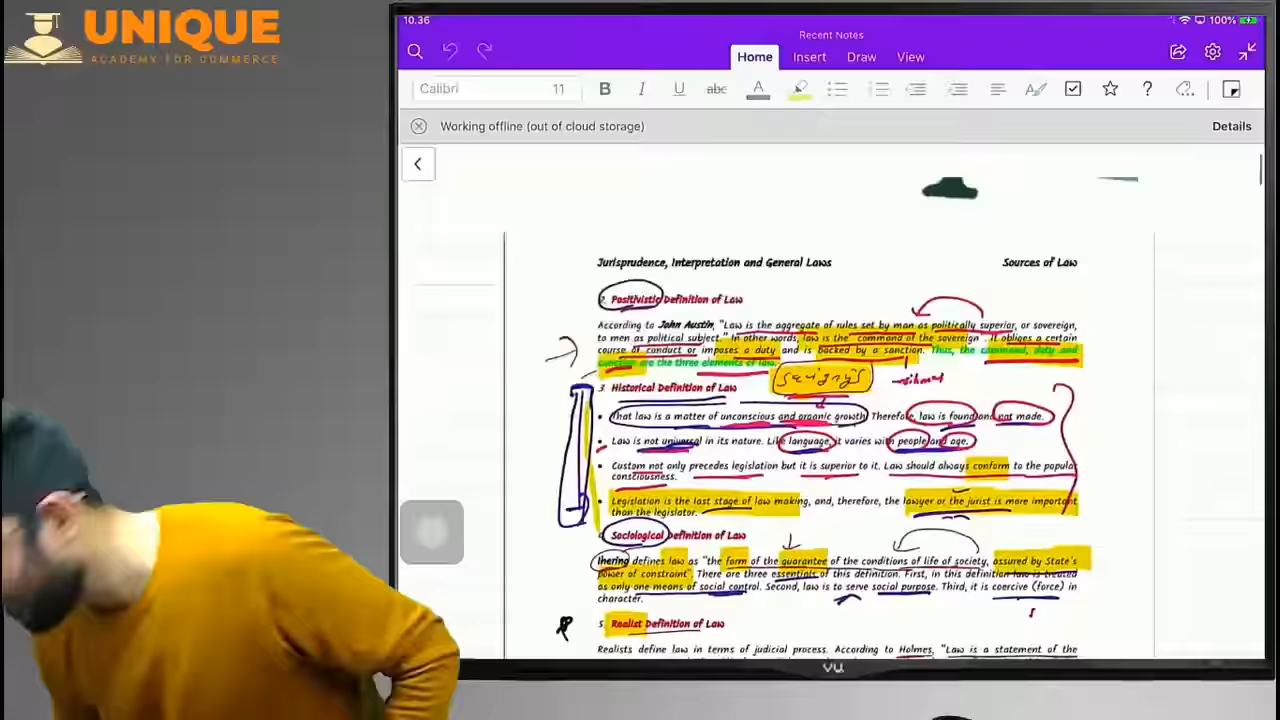 UNIQUE
ACADEMY FOR COMMERCE
10.36
100%
Recent Notes
Home Insert Draw View
Calibri 11 B I U abc A
Working offline (out of cloud storage) Details
Jurisprudence, Interpretation and General Laws Sources of Law
2. Positivistic Definition of Law
According to John Austin, "Law is the aggregate of rules set by man as politically superior, or sovereign,
to men as political subject." In other words, law is the "command of the sovereign". It obliges a certain
course of conduct or imposes a duty and is backed by a sanction. Thus, the command, duty and
sanction are the three elements of law.
Savigny's
3. Historical Definition of Law
• That law is a matter of unconscious and organic growth. Therefore, law is found and not made.
• Law is not universal in its nature. Like language, it varies with people and age.
• Custom not only precedes legislation but it is superior to it. Law should always conform to the popular
consciousness.
• Legislation is the last stage of law making, and, therefore, the lawyer or the jurist is more important
than the legislator.
Sociological Definition of Law
Ihering defines law as "the form of the guarantee of the conditions of life of society, assured by State's
power of constraint". There are three essentials of this definition. First, in this definition law is treated
as only one means of social control. Second, law is to serve social purpose. Third, it is coercive (force) in
character.
5. Realist Definition of Law
Realists define law in terms of judicial process. According to Holmes, "Law is a statement of the
vu